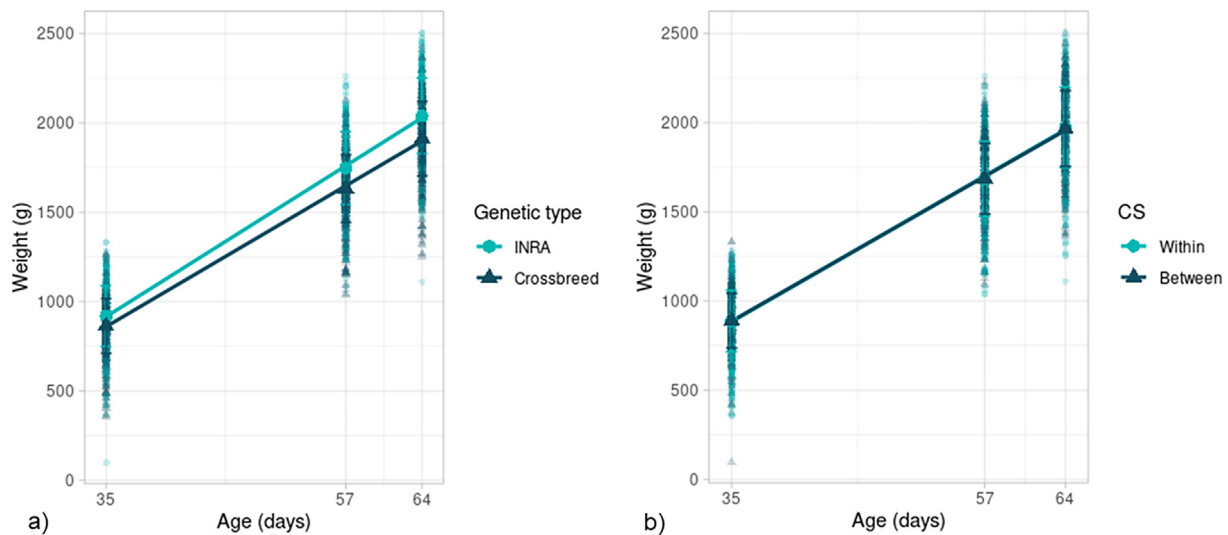 2500
2000
1500
1000
500
0
Weight (g)
35
57
64
Age (days)
a)
Genetic type
INRA
Crossbreed
2500
2000
1500
1000
500
0
Weight (g)
35
57
64
Age (days)
b)
CS
Within
Between